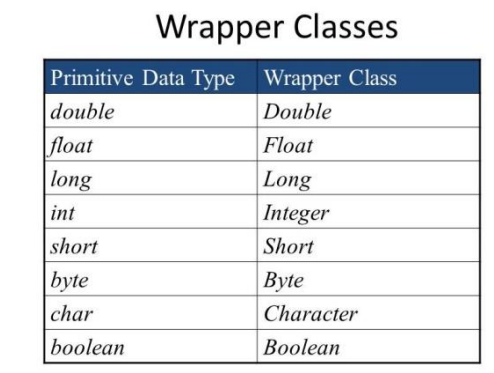 Wrapper Classes
Primitive Data Type Wrapper Class
double Double
float Float
long Long
int Integer
short Short
byte Byte
char Character
boolean Boolean